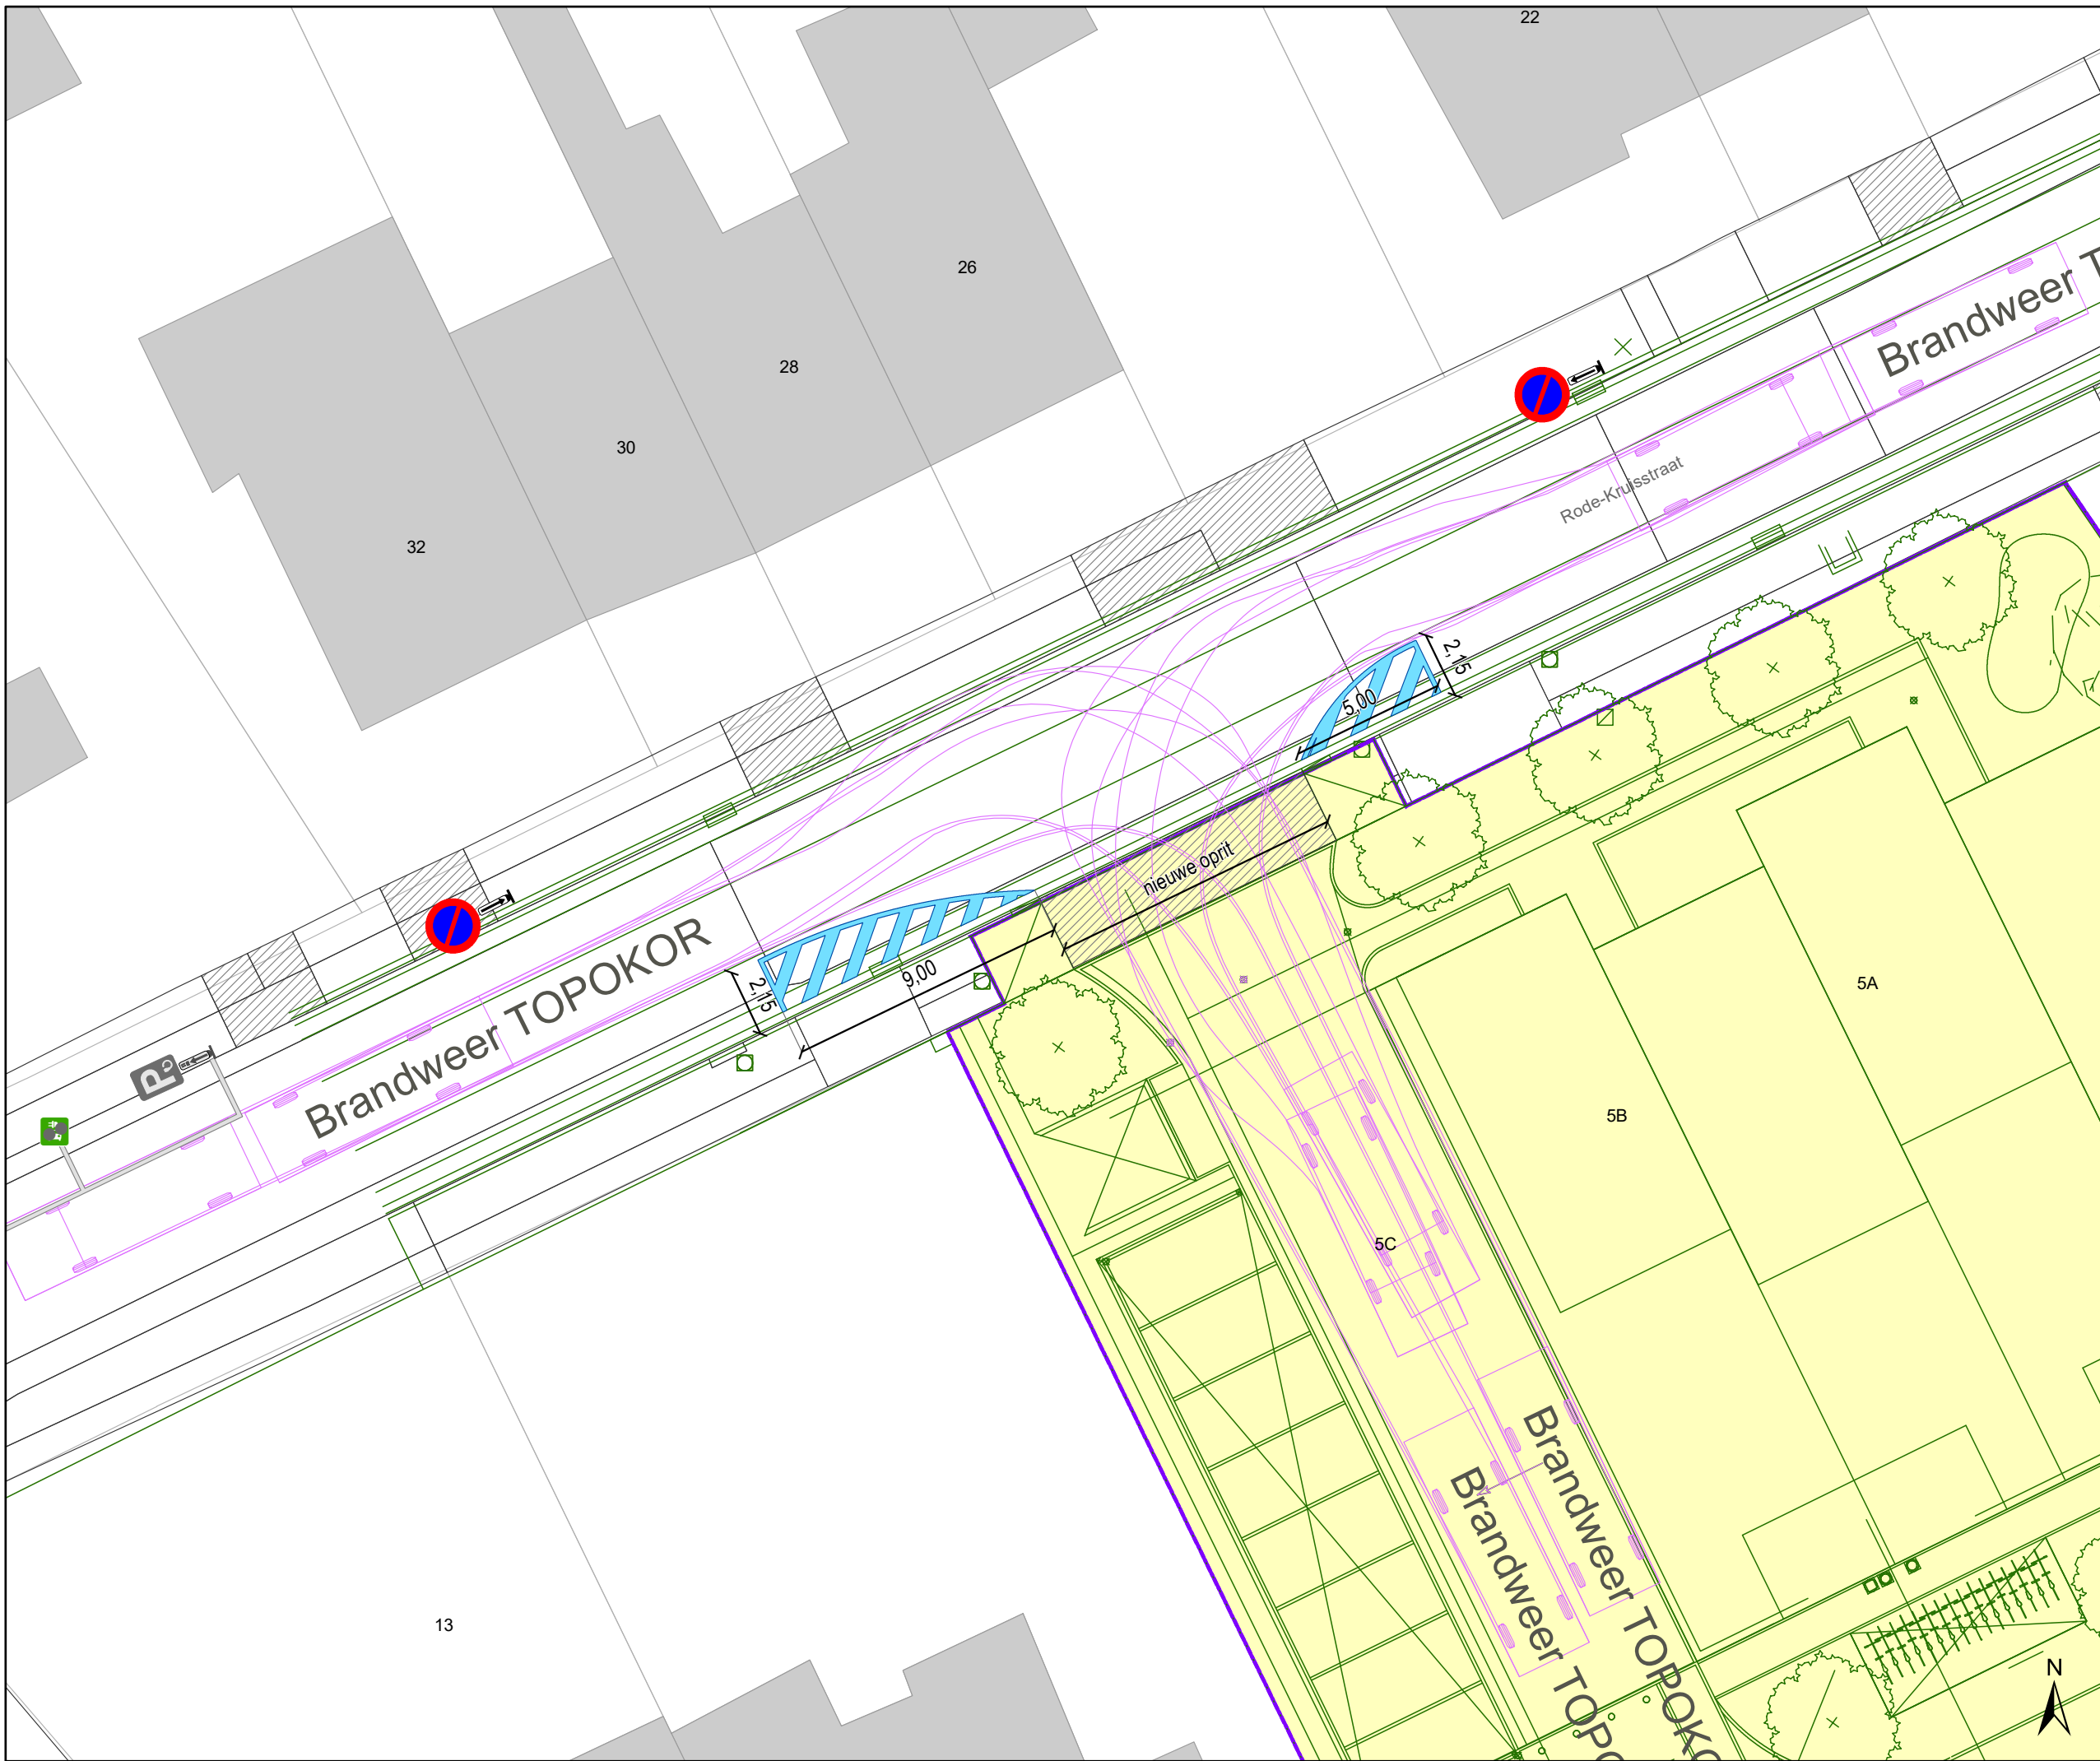 22
26
28
30
32
Brandweer T
Rode-Kruisstraat
2,15
5,00
nieuwe oprit
Brandweer TOPOKOR
2,15
9,00
P
5A
5B
5C
13
Brandweer TOPOKO
Brandweer TOPO
N